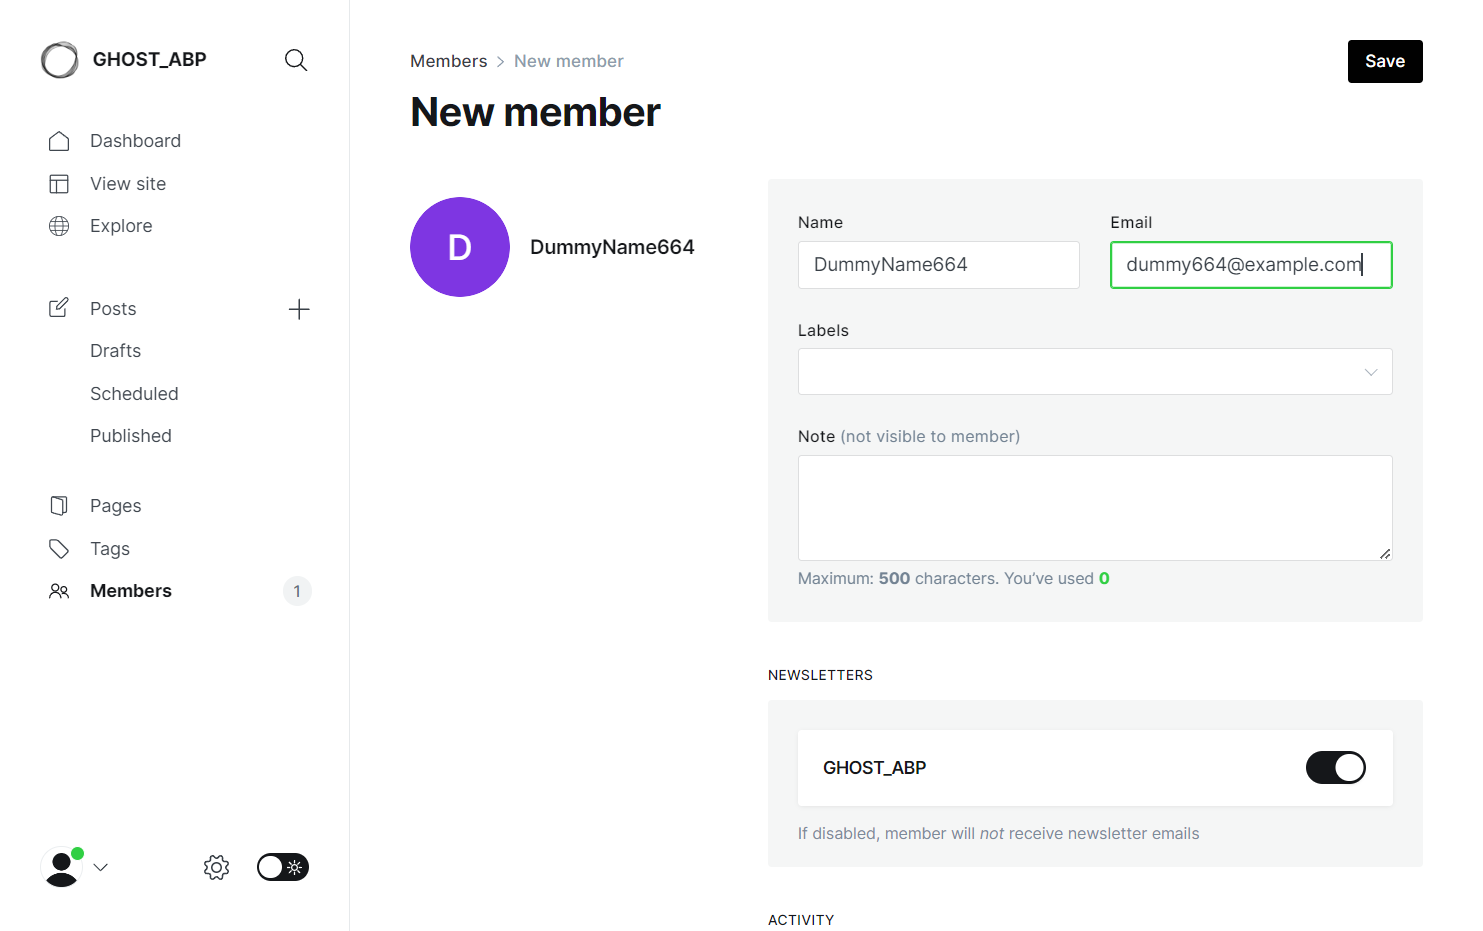 GHOST_ABP
Dashboard
View site
Explore
Posts
Drafts
Scheduled
Published
Pages
Tags
Members 1
Members > New member
Save
New member
D
DummyName664
Name
DummyName664
Email
dummy664@example.com
Labels
Note (not visible to member)
Maximum: 500 characters. You’ve used 0
NEWSLETTERS
GHOST_ABP
If disabled, member will not receive newsletter emails
ACTIVITY